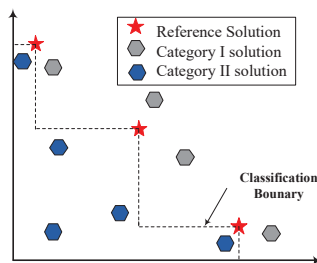 Reference Solution
Category I solution
Category II solution
Classification
Bounary